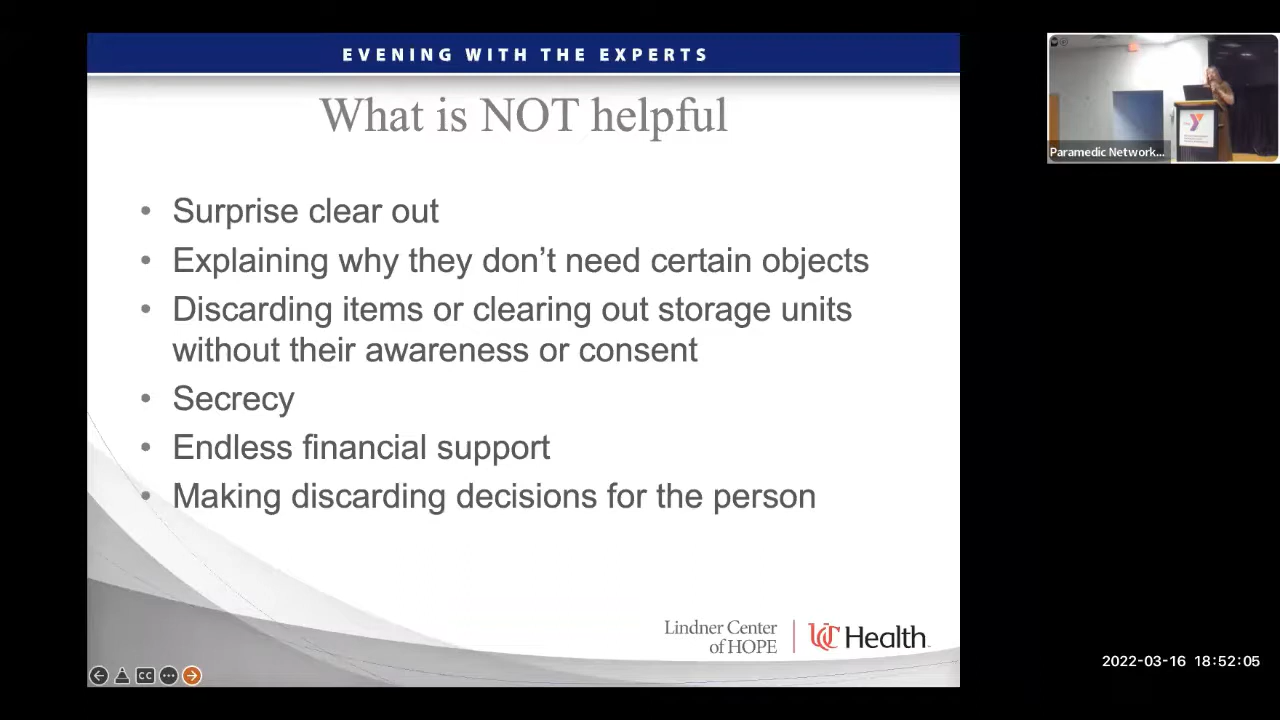 EVENING WITH THE EXPERTS
What is NOT helpful
• Surprise clear out
• Explaining why they don’t need certain objects
• Discarding items or clearing out storage units
without their awareness or consent
• Secrecy
• Endless financial support
• Making discarding decisions for the person
Lindner Center
of HOPE
UC Health
CC
Paramedic Network...
2022-03-16 18:52:05